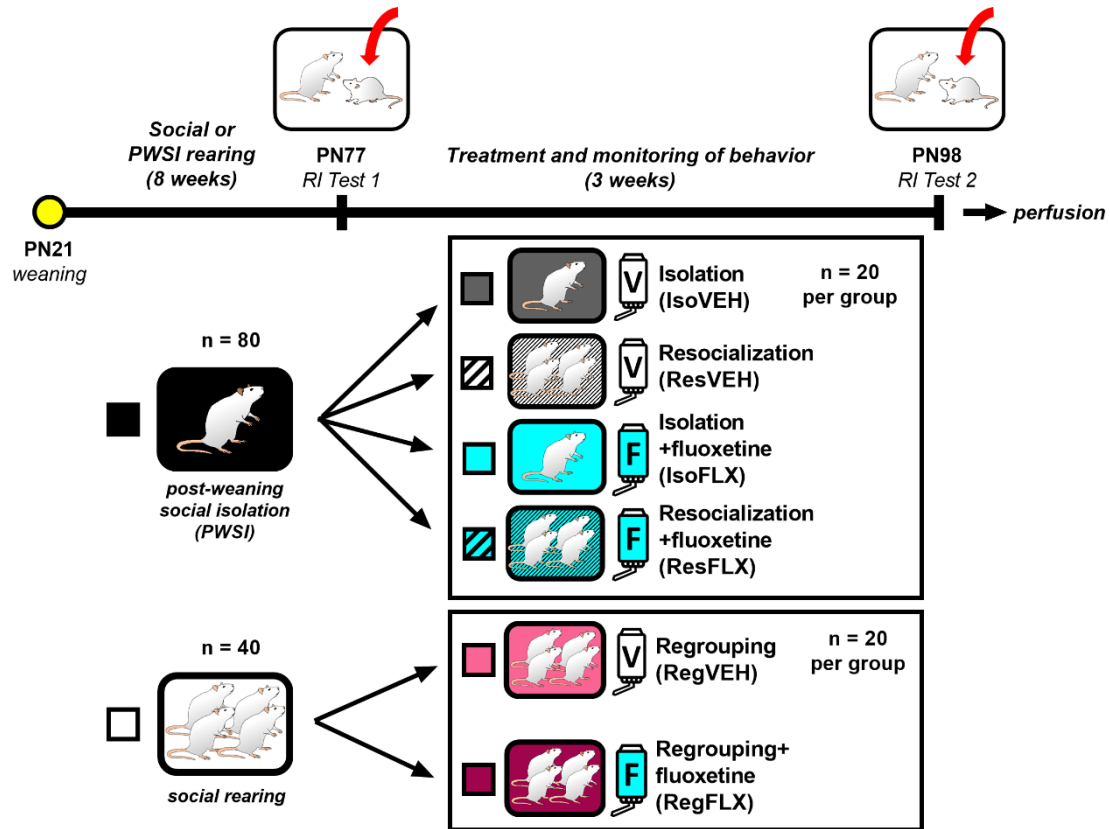 Social or
PWSI rearing
(8 weeks)
PN77
RI Test 1
Treatment and monitoring of behavior
(3 weeks)
PN98
RI Test 2
perfusion
PN21
weaning
n = 80
post-weaning
social isolation
(PWSI)
V
Isolation
(IsoVEH)
n = 20
per group
V
Resocialization
(ResVEH)
F
Isolation
+fluoxetine
(IsoFLX)
F
Resocialization
+fluoxetine
(ResFLX)
n = 40
social rearing
V
Regrouping
(RegVEH)
n = 20
per group
F
Regrouping+
fluoxetine
(RegFLX)